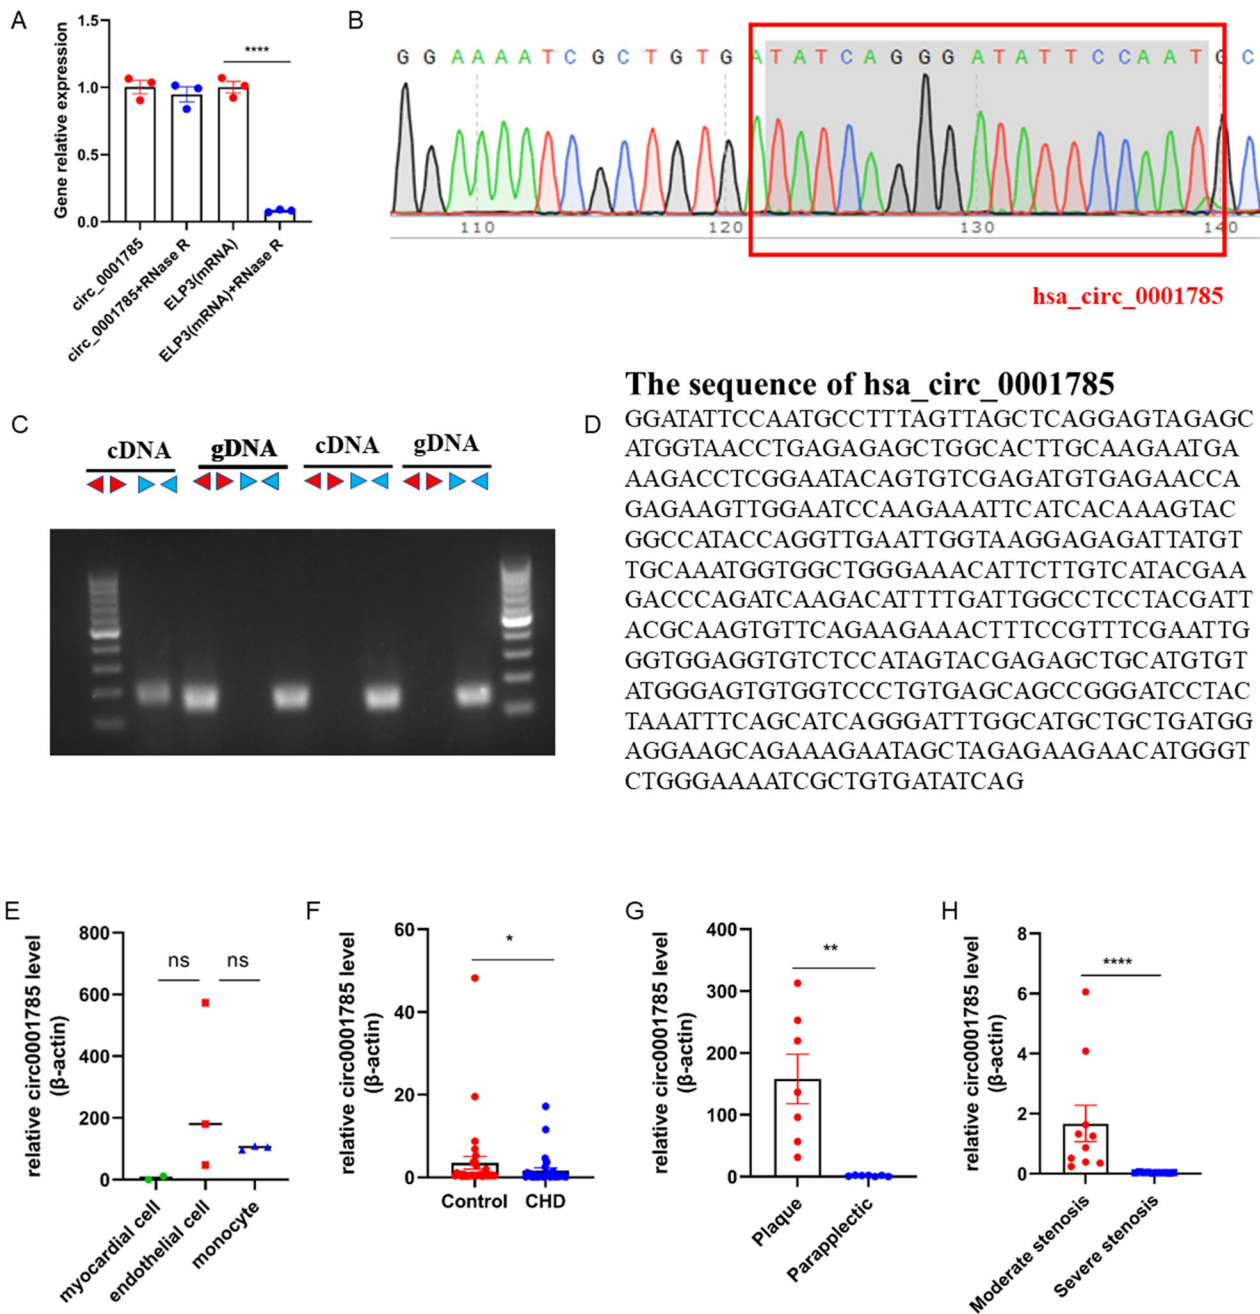 A
Gene relative expression
1.5
1.0
0.5
0.0
****
circ_0001785
circ_0001785+RNase R
ELP3(mRNA)
ELP3(mRNA)+RNase R
B
G G A A A A T C G C T G T G A T A T C A G G G A T A T T C C A A T G C
110
120
130
140
hsa_circ_0001785
C
cDNA
gDNA
cDNA
gDNA
D
The sequence of hsa_circ_0001785
GGATATTCCAATGCCTTTAGTTAGCTCAGGAGTAGAGC
ATGGTAACCTGAGAGAGCTGGCACTTGCAAGAATGA
AAGACCTCGGAATACAGTGTCGAGATGTGAGAACCA
GAGAAGTTGGAATCCAAGAAATTCATCACAAAGTAC
GGCCATACCAGGTTGAATTGGTAAGGAGAGATTATGT
TGCAAATGGTGGCTGGGAAACATTCTTGTCATACGAA
GACCCAGATCAAGACATTTTGATTGGCCTCCTACGATT
ACGCAAGTGTTCAGAAGAAACTTTCCGTTTCGAATTG
GGTGGAGGTGTCTCCATAGTACGAGAGCTGCATGTGT
ATGGGAGTGTGGTCCCTGTGAGCAGCCGGGATCCTAC
TAAATTTCAGCATCAGGGATTTGGCATGCTGCTGATGG
AGGAAGCAGAAAGAATAGCTAGAGAAGAACATGGGT
CTGGGAAAATCGCTGTGATATCAG
E
relative circ0001785 level
(β-actin)
800
600
400
200
0
ns
ns
myocardial cell
endothelial cell
monocyte
F
relative circ0001785 level
(β-actin)
60
40
20
0
*
Control
CHD
G
relative circ0001785 level
(β-actin)
400
300
200
100
0
**
Plaque
Parapplectic
H
relative circ0001785 level
(β-actin)
8
6
4
2
0
****
Moderate stenosis
Severe stenosis